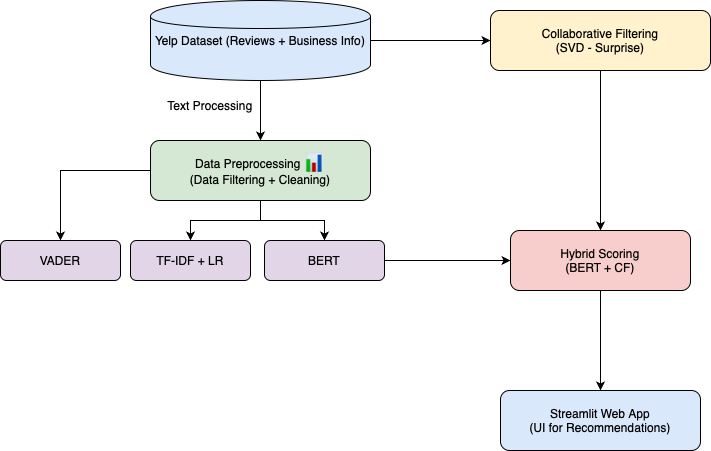 Yelp Dataset (Reviews + Business Info)
Collaborative Filtering
(SVD - Surprise)
Text Processing
Data Preprocessing
(Data Filtering + Cleaning)
VADER
TF-IDF + LR
BERT
Hybrid Scoring
(BERT + CF)
Streamlit Web App
(UI for Recommendations)